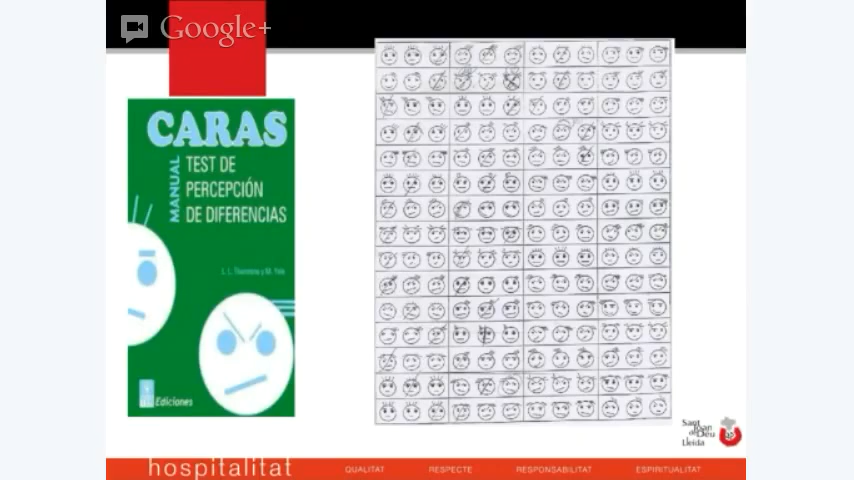 Google+
CARAS
MANUAL
TEST DE
PERCEPCIÓN
DE DIFERENCIAS
L. L. Thurstone y M. Yela
Ediciones
Sant
Joan
de Déu
Lleida
hospitalitat
QUALITAT
RESPECTE
RESPONSABILITAT
ESPIRITUALITAT